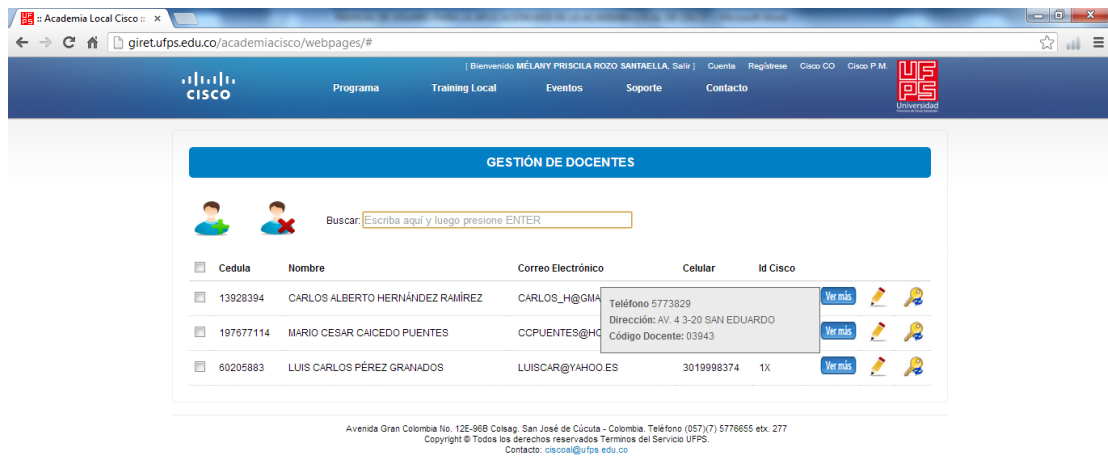 :: Academia Local Cisco ::
giret.ufps.edu.co/academiacisco/webpages/#
[ Bienvenido MÉLANY PRISCILA ROZO SANTAELLA, Salir ] Cuenta Regístrese Cisco CO Cisco P.M.
CISCO
Programa Training Local Eventos Soporte Contacto
UFPS
Universidad
GESTIÓN DE DOCENTES
Buscar: Escriba aquí y luego presione ENTER
Cedula Nombre Correo Electrónico Celular Id Cisco
13928394 CARLOS ALBERTO HERNÁNDEZ RAMÍREZ CARLOS_H@GMA Ver más
Teléfono 5773829
Dirección: AV. 4 3-20 SAN EDUARDO
Código Docente: 03943
197677114 MARIO CESAR CAICEDO PUENTES CCPUENTES@HO Ver más
60205883 LUIS CARLOS PÉREZ GRANADOS LUISCAR@YAHOO.ES 3019998374 1X Ver más
Avenida Gran Colombia No. 12E-96B Colsag. San José de Cúcuta - Colombia. Teléfono (057)(7) 5776655 etx. 277
Copyright © Todos los derechos reservados Terminos del Servicio UFPS.
Contacto: ciscoal@ufps.edu.co